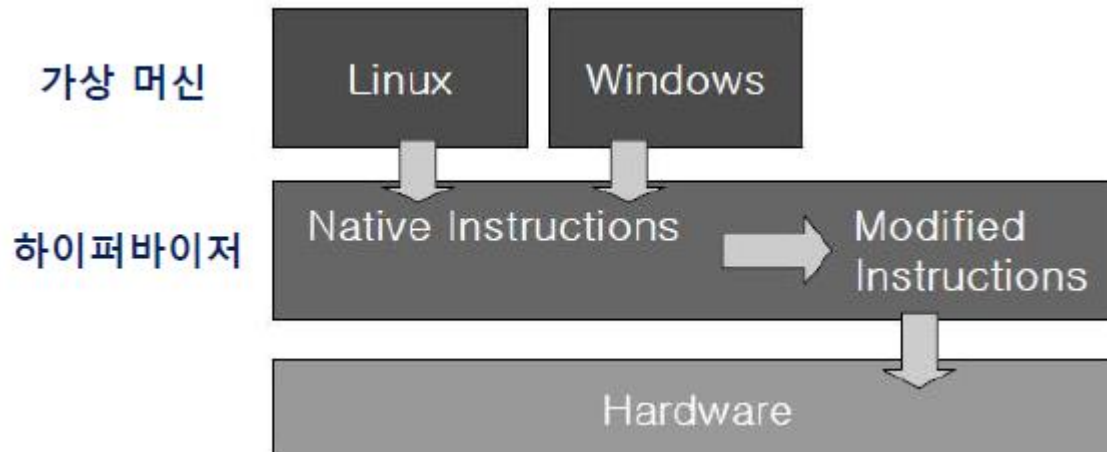 가상 머신
Linux
Windows
하이퍼바이저
Native Instructions
Modified
Instructions
Hardware